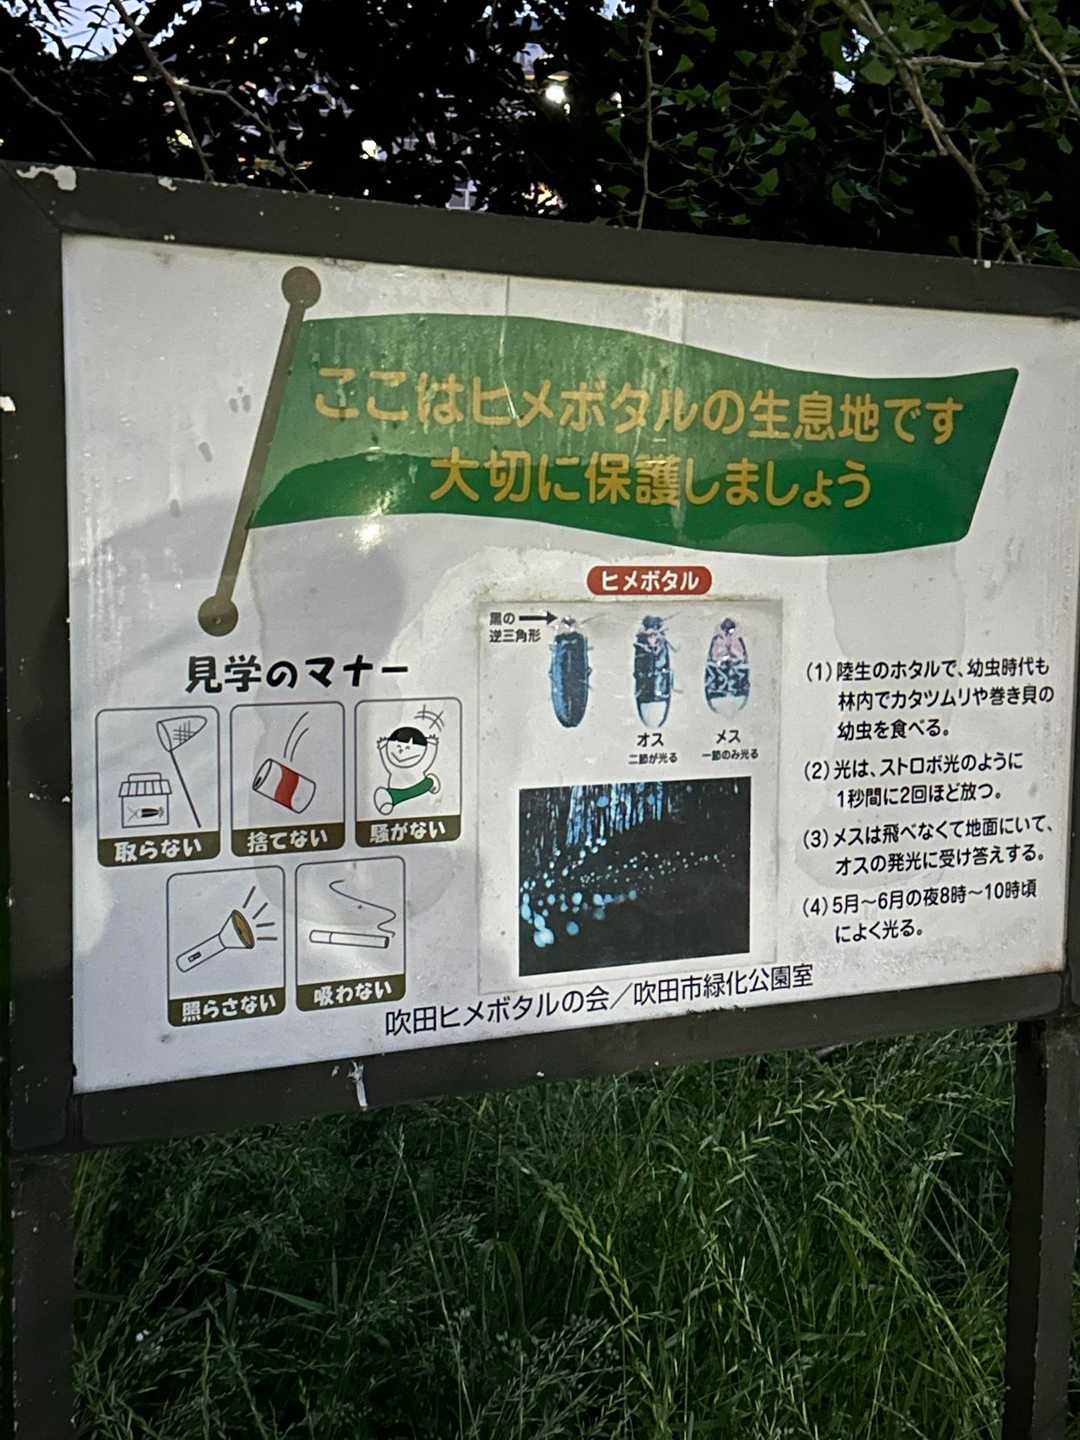 ここはヒメボタルの生息地です
大切に保護しましょう
見学のマナー
取らない
捨てない
騒がない
照らさない
吸わない
ヒメボタル
黒の
逆三角形
オス
二節が光る
メス
一節のみ光る
(1)陸生のホタルで、幼虫時代も
林内でカタツムリや巻き貝の
幼虫を食べる。
(2)光は、ストロボ光のように
1秒間に2回ほど放つ。
(3)メスは飛べなくて地面にいて、
オスの発光に受け答えする。
(4)5月〜6月の夜8時〜10時頃
によく光る。
吹田ヒメボタルの会／吹田市緑化公園室